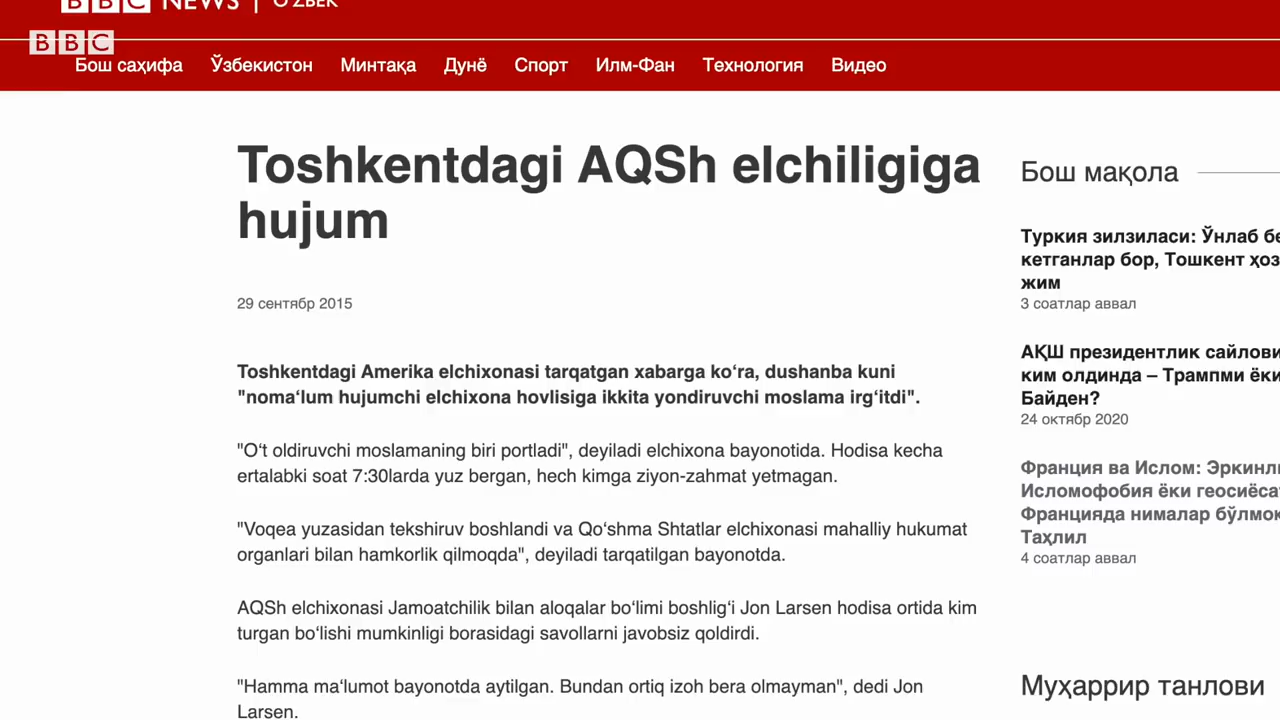 BBC NEWS | O'ZBEK
BBC
Бош саҳифа Ўзбекистон Минтақа Дунё Спорт Илм-Фан Технология Видео
Toshkentdagi AQSh elchiligiga
hujum
29 сентябр 2015
Toshkentdagi Amerika elchixonasi tarqatgan xabarga ko‘ra, dushanba kuni
"noma‘lum hujumchi elchixona hovlisiga ikkita yondiruvchi moslama irg‘itdi".
"O‘t oldiruvchi moslamaning biri portladi", deyiladi elchixona bayonotida. Hodisa kecha
ertalabki soat 7:30larda yuz bergan, hech kimga ziyon-zahmat yetmagan.
"Voqea yuzasidan tekshiruv boshlandi va Qo‘shma Shtatlar elchixonasi mahalliy hukumat
organlari bilan hamkorlik qilmoqda", deyiladi tarqatilgan bayonotda.
AQSh elchixonasi Jamoatchilik bilan aloqalar bo‘limi boshlig‘i Jon Larsen hodisa ortida kim
turgan bo‘lishi mumkinligi borasidagi savollarni javobsiz qoldirdi.
"Hamma ma‘lumot bayonotda aytilgan. Bundan ortiq izoh bera olmayman", dedi Jon
Larsen.
Бош мақола
Туркия зилзиласи: Ўнлаб
кетганлар бор, Тошкент
жим
3 соатлар аввал
АҚШ президентлик
ким олдинда – Трампми ёки
Байден?
24 октябр 2020
Франция ва Ислом:
Исломофобия ёки
Францияда нималар
Таҳлил
4 соатлар аввал
Муҳаррир танлови